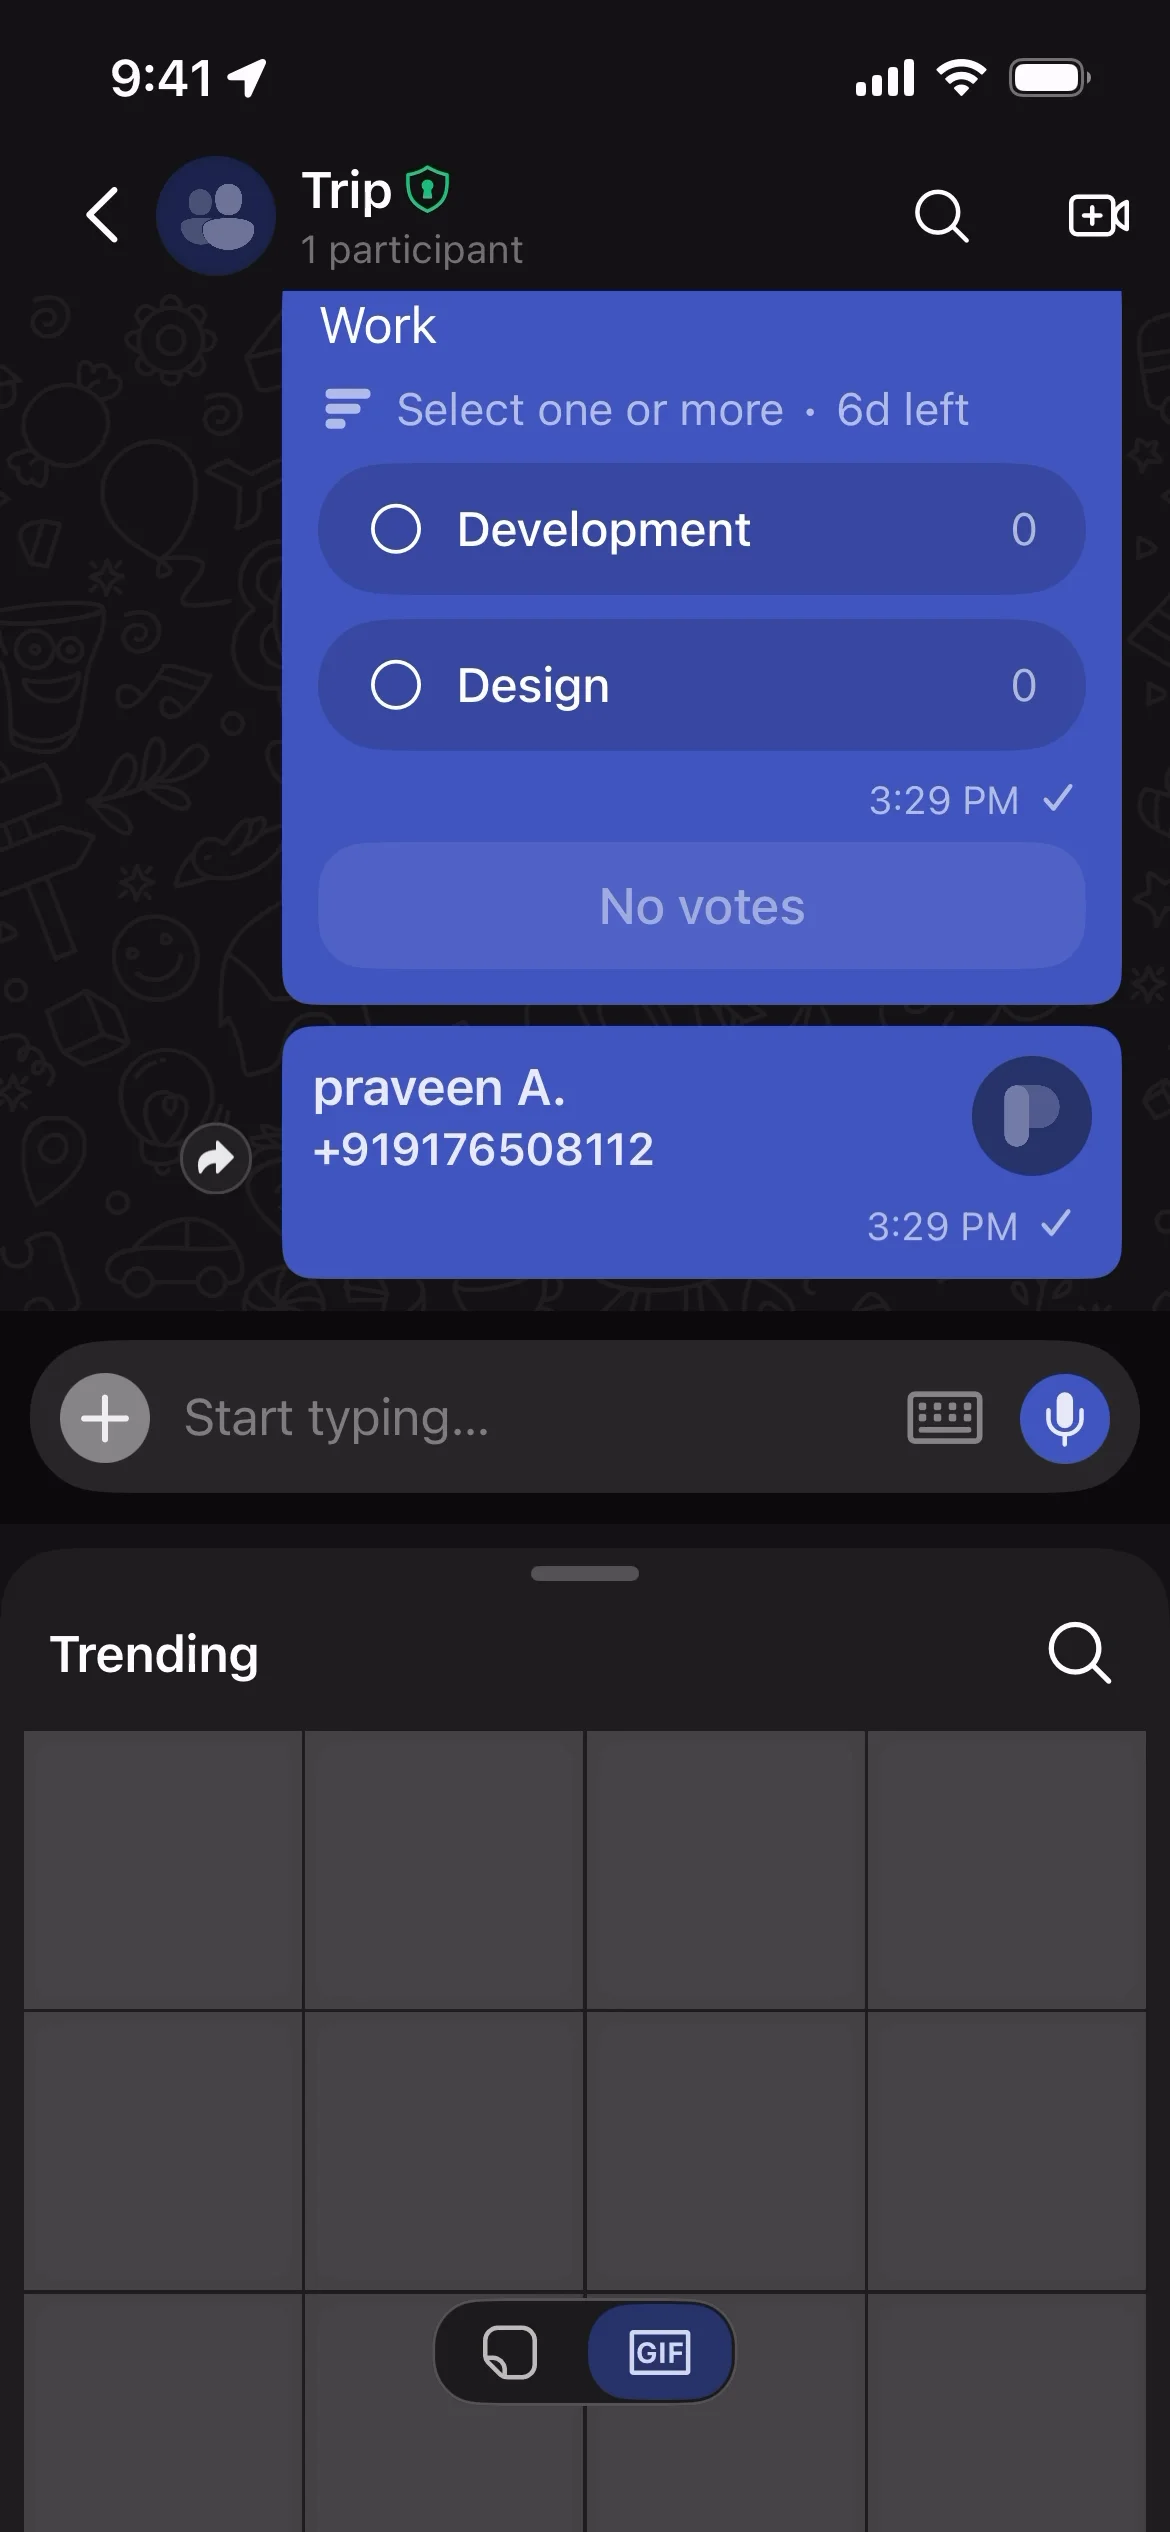 9:41
Trip
1 participant
Work
Select one or more • 6d left
Development 0
Design 0
3:29 PM
No votes
praveen A.
+919176508112
3:29 PM
Start typing...
Trending
GIF